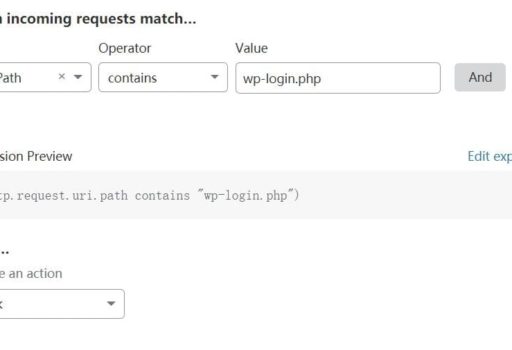 n incoming requests match...
Operator
Value
Path × contains wp-login.php And
sion Preview
Edit exp
tp.request.uri.path contains "wp-login.php")
...
e an action
k